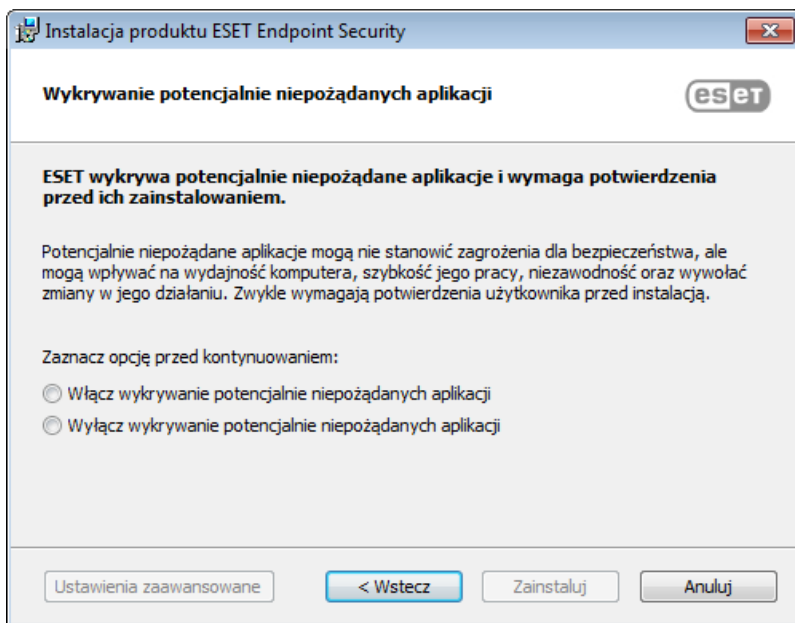 Instalacja produktu ESET Endpoint Security
Wykrywanie potencjalnie niepożądanych aplikacji
eseT
ESET wykrywa potencjalnie niepożądane aplikacje i wymaga potwierdzenia
przed ich zainstalowaniem.
Potencjalnie niepożądane aplikacje mogą nie stanowić zagrożenia dla bezpieczeństwa, ale
mogą wpływać na wydajność komputera, szybkość jego pracy, niezawodność oraz wywołać
zmiany w jego działaniu. Zwykle wymagają potwierdzenia użytkownika przed instalacją.
Zaznacz opcję przed kontynuowaniem:
Włącz wykrywanie potencjalnie niepożądanych aplikacji
Wyłącz wykrywanie potencjalnie niepożądanych aplikacji
Ustawienia zaawansowane
< Wstecz
Zainstaluj
Anuluj